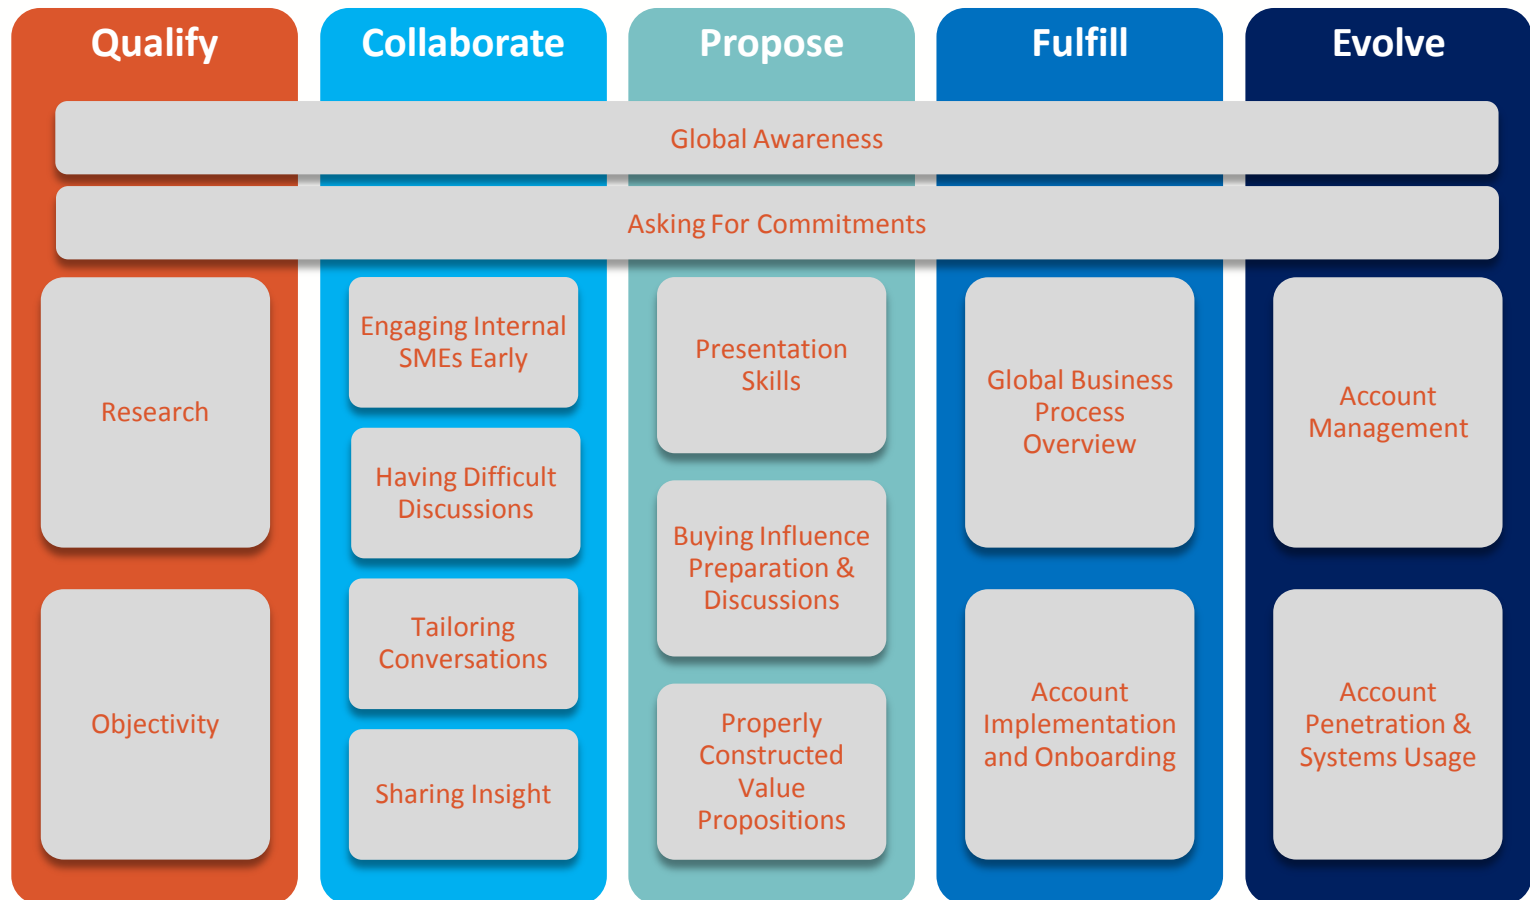 Qualify
Collaborate
Propose
Fulfill
Evolve
Global Awareness
Asking For Commitments
Research
Objectivity
Engaging Internal
SMEs Early
Having Difficult
Discussions
Tailoring
Conversations
Sharing Insight
Presentation
Skills
Buying Influence
Preparation &
Discussions
Properly
Constructed
Value
Propositions
Global Business
Process
Overview
Account
Implementation
and Onboarding
Account
Management
Account
Penetration &
Systems Usage